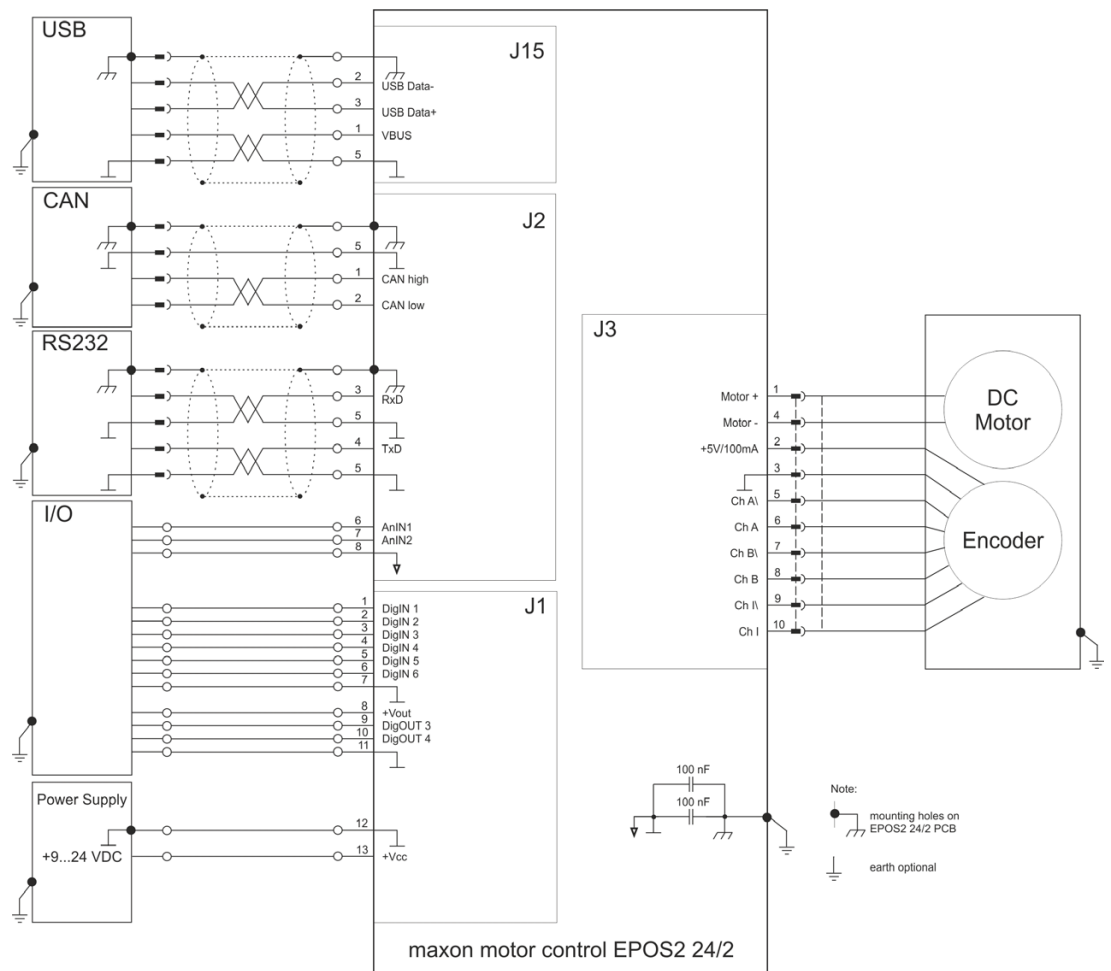 USB
J15
2
USB Data-
3
USB Data+
1
VBUS
5
CAN
J2
5
1
CAN high
2
CAN low
RS232
3
RxD
5
4
TxD
5
I/O
6
AnIN1
7
AnIN2
8
J1
1
DigIN 1
2
DigIN 2
3
DigIN 3
4
DigIN 4
5
DigIN 5
6
DigIN 6
7
8
+Vout
9
DigOUT 3
10
DigOUT 4
11
Power Supply
+9...24 VDC
12
13
+Vcc
J3
Motor +
1
Motor -
4
+5V/100mA
2
3
Ch A\
5
Ch A
6
Ch B\
7
Ch B
8
Ch I\
9
Ch I
10
DC
Motor
Encoder
100 nF
100 nF
Note:
mounting holes on
EPOS2 24/2 PCB
earth optional
maxon motor control EPOS2 24/2